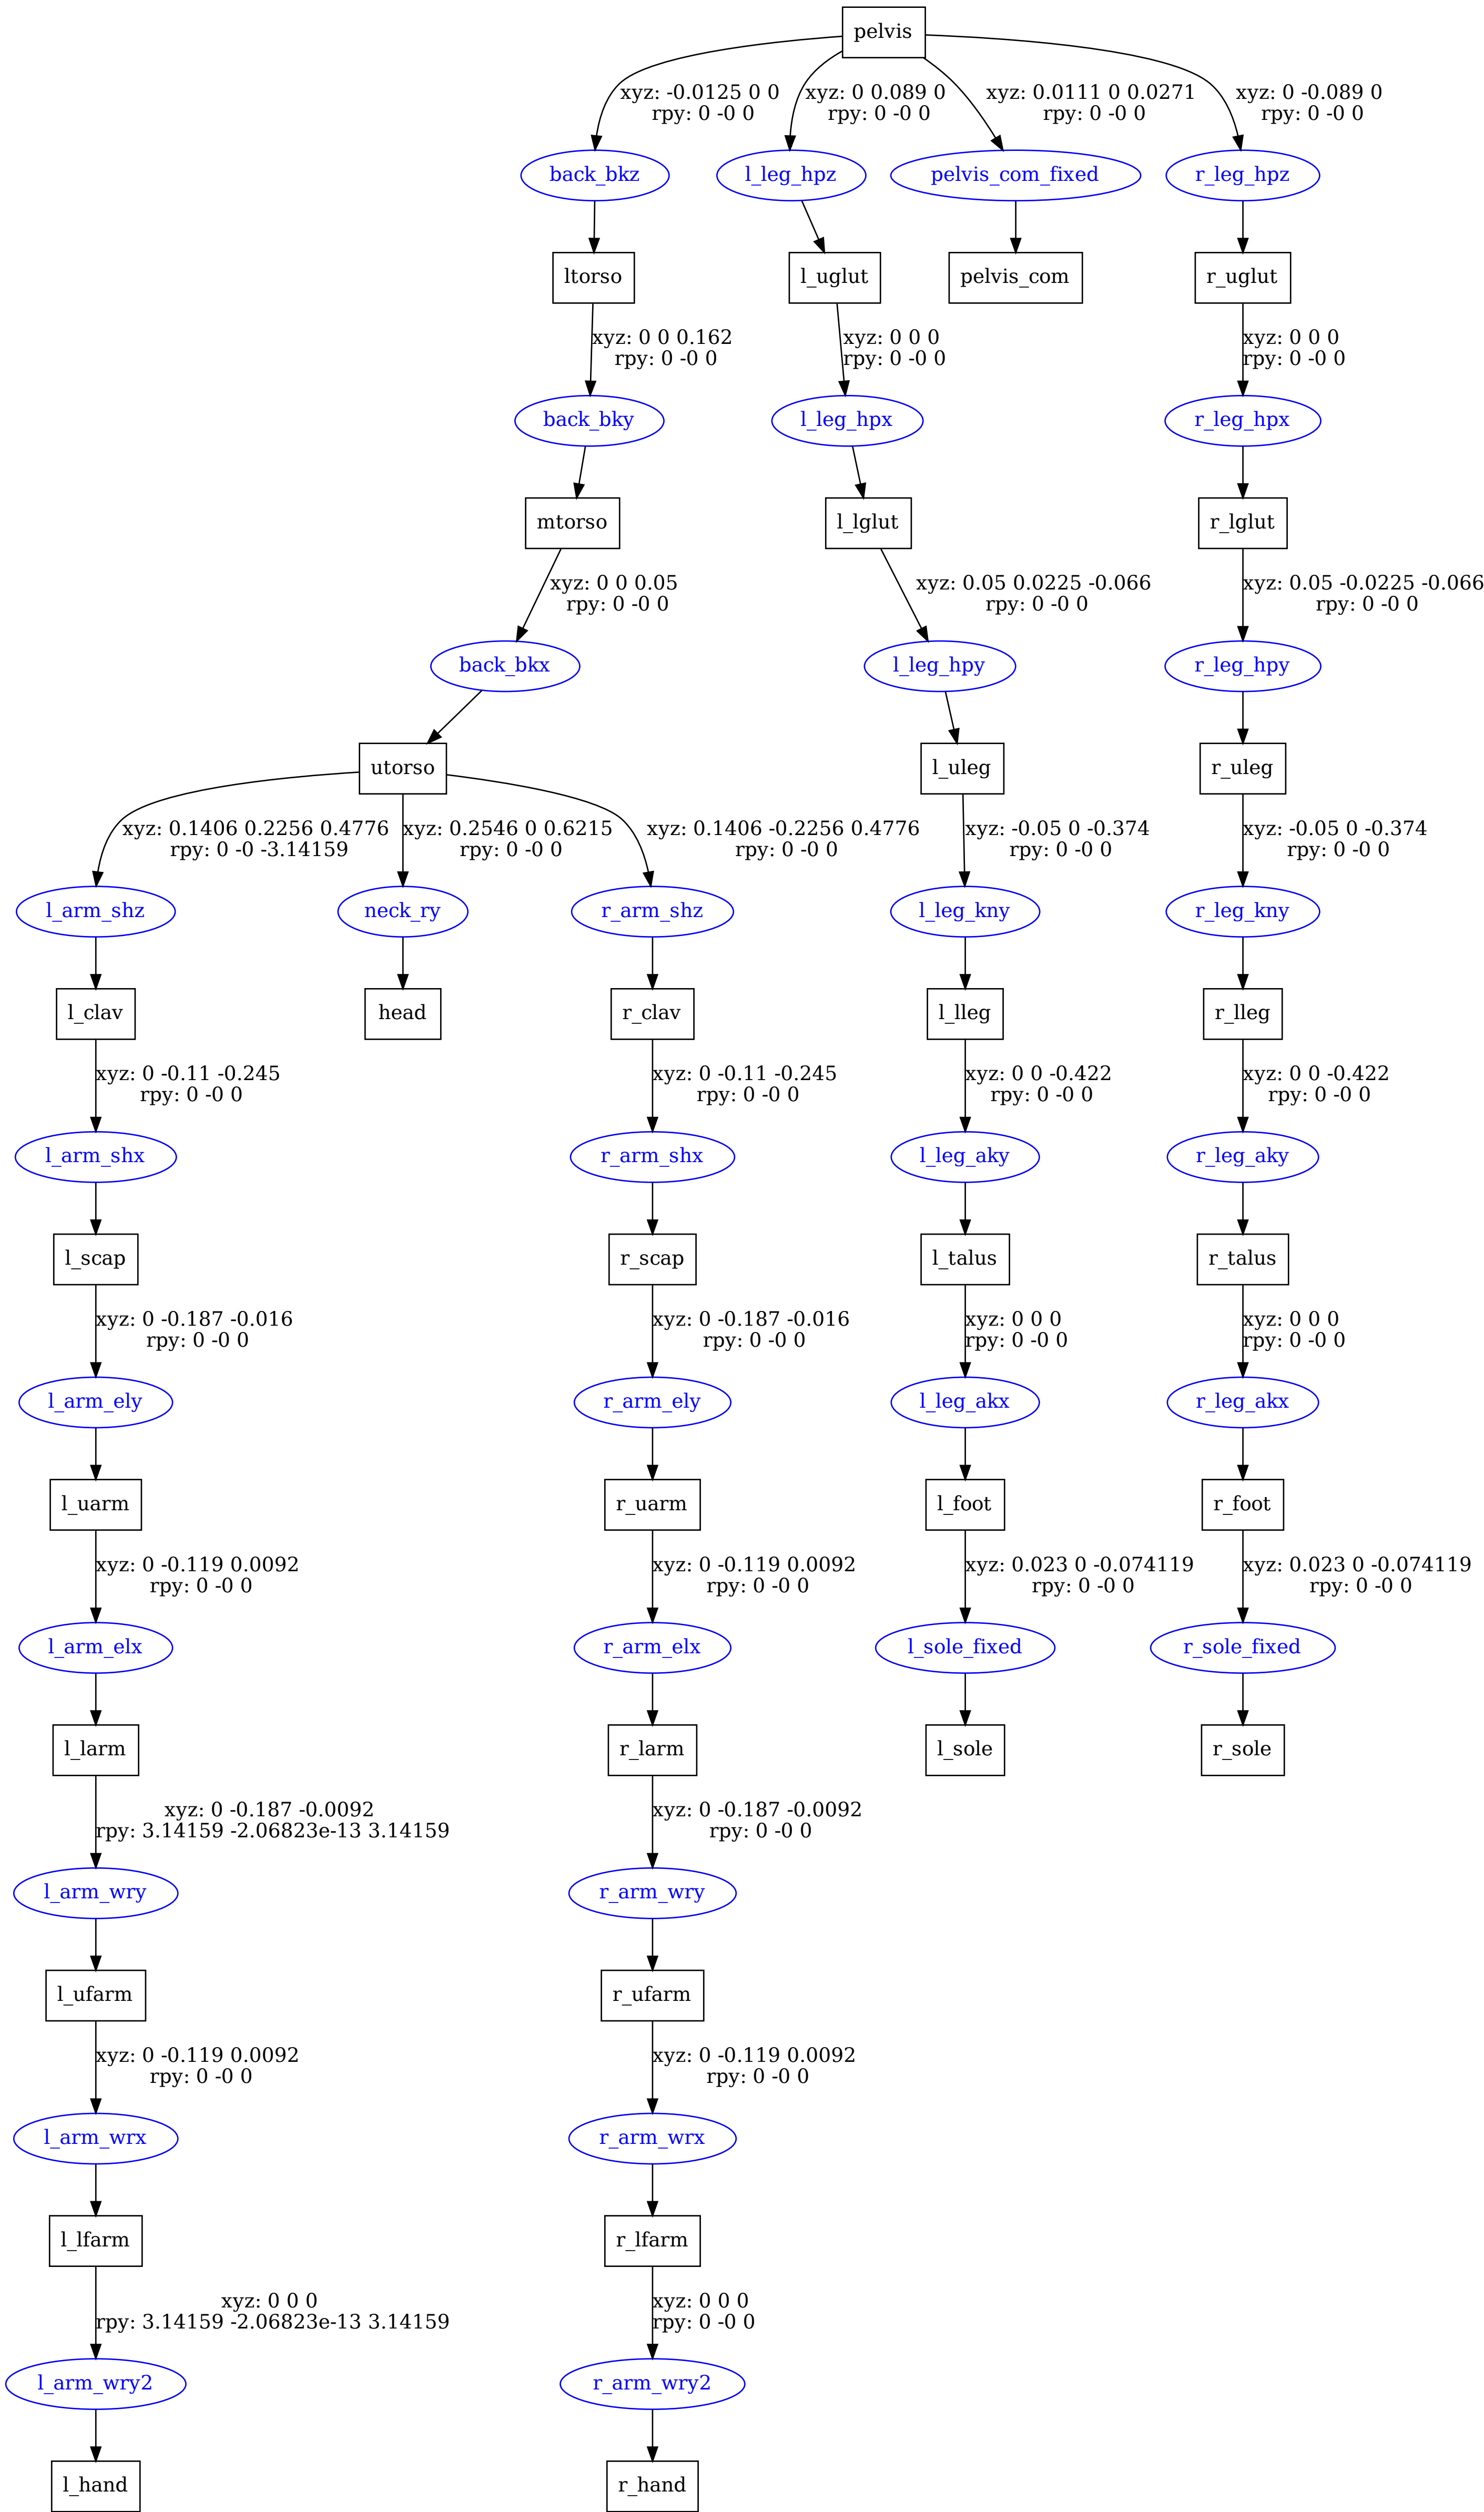 pelvis
xyz: -0.0125 0 0
rpy: 0 -0 0
xyz: 0 0.089 0
rpy: 0 -0 0
xyz: 0.0111 0 0.0271
rpy: 0 -0 0
xyz: 0 -0.089 0
rpy: 0 -0 0
back_bkz
l_leg_hpz
pelvis_com_fixed
r_leg_hpz
ltorso
l_uglut
pelvis_com
r_uglut
xyz: 0 0 0.162
rpy: 0 -0 0
xyz: 0 0 0
rpy: 0 -0 0
xyz: 0 0 0
rpy: 0 -0 0
back_bky
l_leg_hpx
r_leg_hpx
mtorso
l_lglut
r_lglut
xyz: 0 0 0.05
rpy: 0 -0 0
xyz: 0.05 0.0225 -0.066
rpy: 0 -0 0
xyz: 0.05 -0.0225 -0.066
rpy: 0 -0 0
back_bkx
l_leg_hpy
r_leg_hpy
utorso
l_uleg
r_uleg
xyz: 0.1406 0.2256 0.4776
rpy: 0 -0 -3.14159
xyz: 0.2546 0 0.6215
rpy: 0 -0 0
xyz: 0.1406 -0.2256 0.4776
rpy: 0 -0 0
xyz: -0.05 0 -0.374
rpy: 0 -0 0
xyz: -0.05 0 -0.374
rpy: 0 -0 0
l_arm_shz
neck_ry
r_arm_shz
l_leg_kny
r_leg_kny
l_clav
head
r_clav
l_lleg
r_lleg
xyz: 0 -0.11 -0.245
rpy: 0 -0 0
xyz: 0 -0.11 -0.245
rpy: 0 -0 0
xyz: 0 0 -0.422
rpy: 0 -0 0
xyz: 0 0 -0.422
rpy: 0 -0 0
l_arm_shx
r_arm_shx
l_leg_aky
r_leg_aky
l_scap
r_scap
l_talus
r_talus
xyz: 0 -0.187 -0.016
rpy: 0 -0 0
xyz: 0 -0.187 -0.016
rpy: 0 -0 0
xyz: 0 0 0
rpy: 0 -0 0
xyz: 0 0 0
rpy: 0 -0 0
l_arm_ely
r_arm_ely
l_leg_akx
r_leg_akx
l_uarm
r_uarm
l_foot
r_foot
xyz: 0 -0.119 0.0092
rpy: 0 -0 0
xyz: 0 -0.119 0.0092
rpy: 0 -0 0
xyz: 0.023 0 -0.074119
rpy: 0 -0 0
xyz: 0.023 0 -0.074119
rpy: 0 -0 0
l_arm_elx
r_arm_elx
l_sole_fixed
r_sole_fixed
l_larm
r_larm
l_sole
r_sole
xyz: 0 -0.187 -0.0092
rpy: 3.14159 -2.06823e-13 3.14159
xyz: 0 -0.187 -0.0092
rpy: 0 -0 0
l_arm_wry
r_arm_wry
l_ufarm
r_ufarm
xyz: 0 -0.119 0.0092
rpy: 0 -0 0
xyz: 0 -0.119 0.0092
rpy: 0 -0 0
l_arm_wrx
r_arm_wrx
l_lfarm
r_lfarm
xyz: 0 0 0
rpy: 3.14159 -2.06823e-13 3.14159
xyz: 0 0 0
rpy: 0 -0 0
l_arm_wry2
r_arm_wry2
l_hand
r_hand